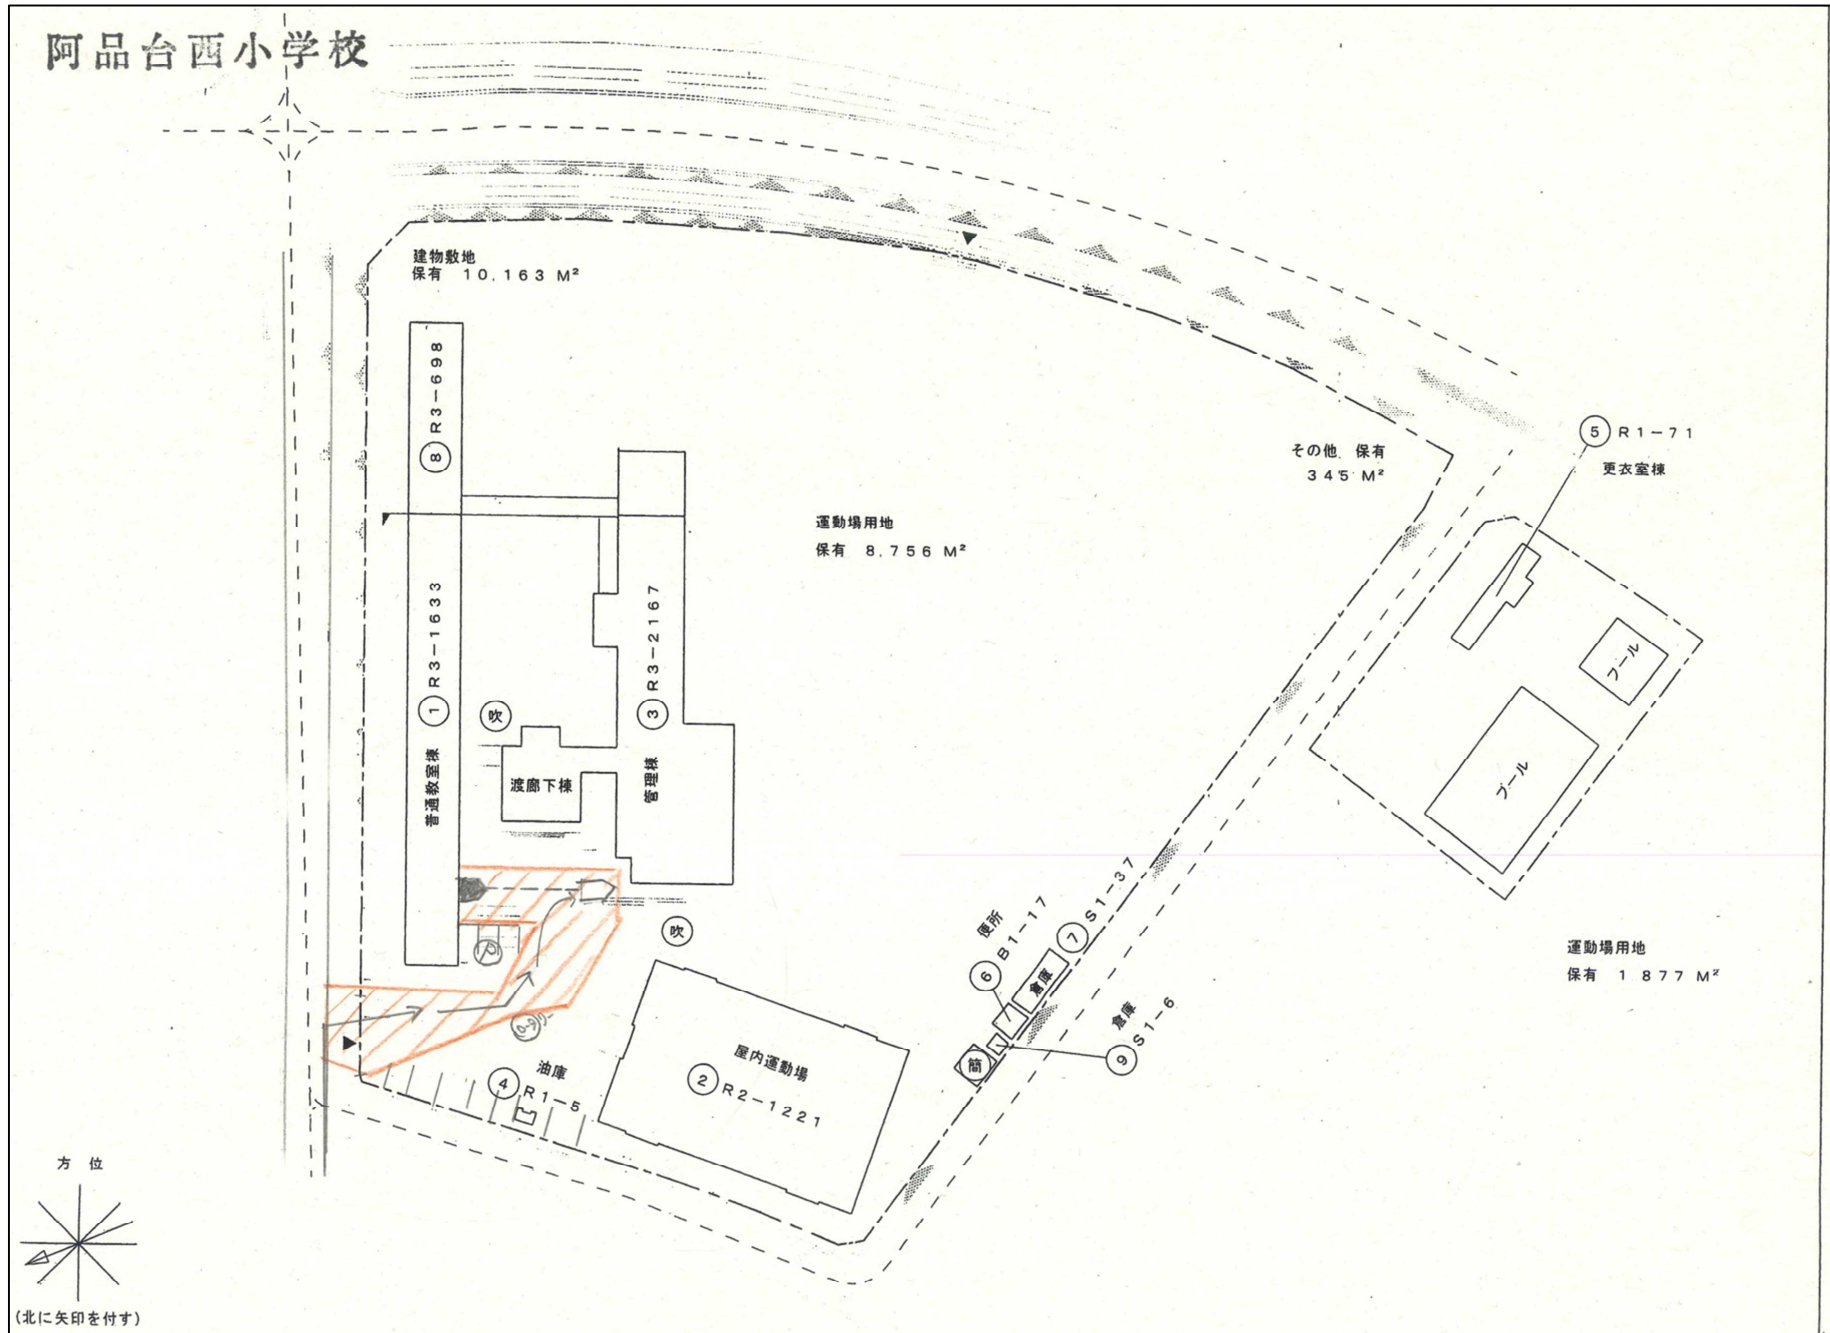 阿品台西小学校
建物敷地
保有 10,163 M²
⑧ R3-698
① R3-1633
普通教室棟
吹
渡廊下棟
③ R3-2167
管理棟
運動場用地
保有 8,756 M²
その他 保有
345 M²
⑤ R1-71
更衣室棟
プール
プール
運動場用地
保有 1877 M²
吹
便所
⑥ B1-17
⑦ S1-37
倉庫
倉庫
⑨ S1-6
簡
屋内運動場
② R2-1221
油庫
④ R1-5
ロータリー
P
方位
(北に矢印を付す)